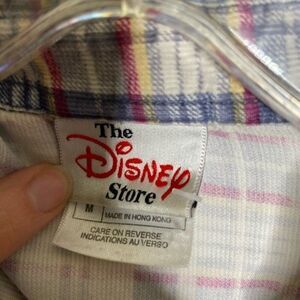 The
Disney
Store
M MADE IN HONG KONG
CARE ON REVERSE
INDICATIONS AU VERSO